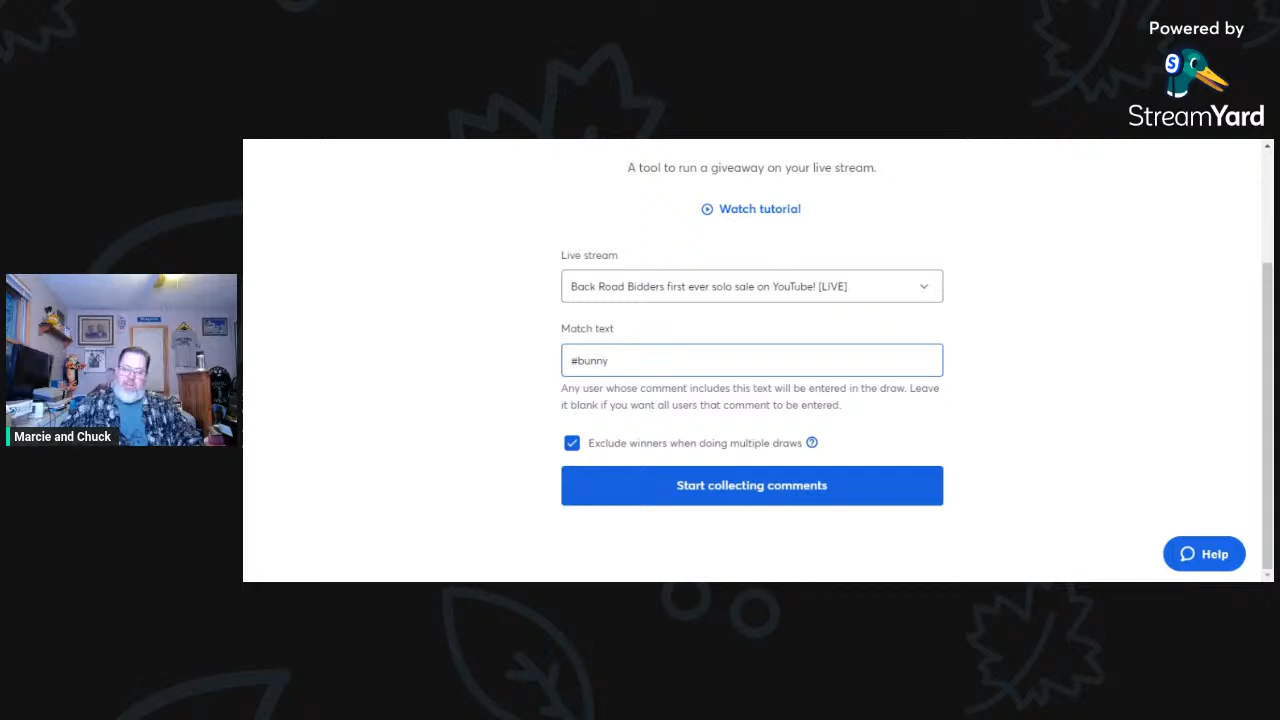 Powered by
StreamYard
A tool to run a giveaway on your live stream.
Watch tutorial
Live stream
Back Road Bidders first ever solo sale on YouTube! [LIVE]
Match text
#bunny
Any user whose comment includes this text will be entered in the draw. Leave
it blank if you want all users that comment to be entered.
Exclude winners when doing multiple draws
Start collecting comments
Help
Marcie and Chuck